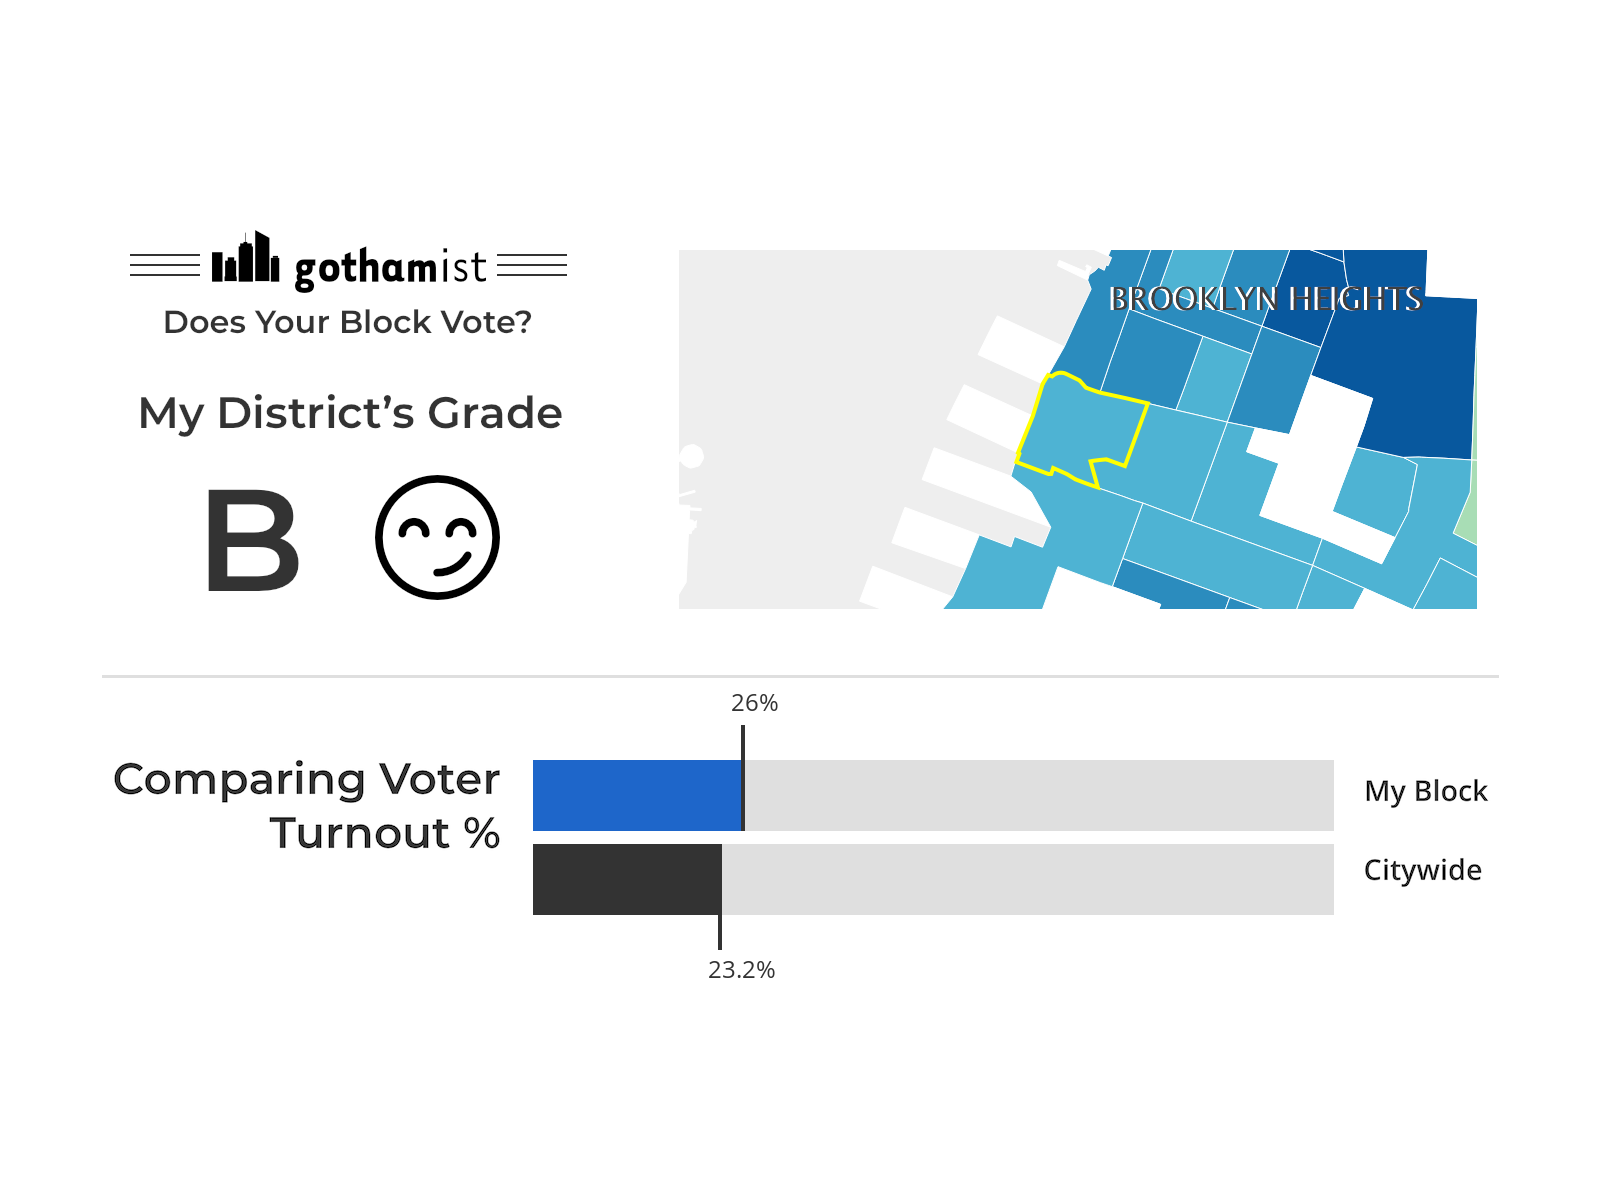 gothamist
Does Your Block Vote?
My District’s Grade
B
BROOKLYN HEIGHTS
26%
Comparing Voter
Turnout %
My Block
Citywide
23.2%